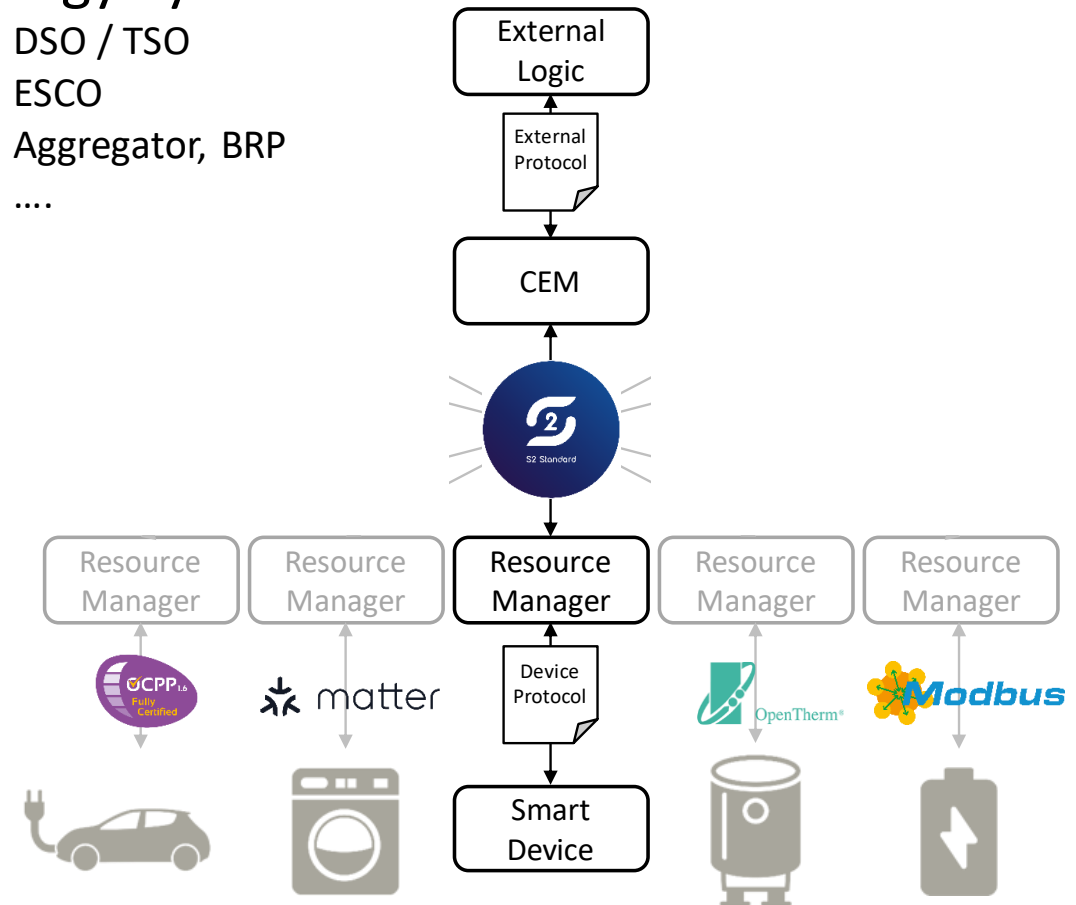 DSO / TSO
ESCO
Aggregator, BRP
....
External
Logic
External
Protocol
CEM
2
S2 Standard
Resource
Manager
Resource
Manager
Resource
Manager
Resource
Manager
Resource
Manager
OCPP 1.6
Fully
Certified
matter
Device
Protocol
OpenTherm®
Modbus
Smart
Device